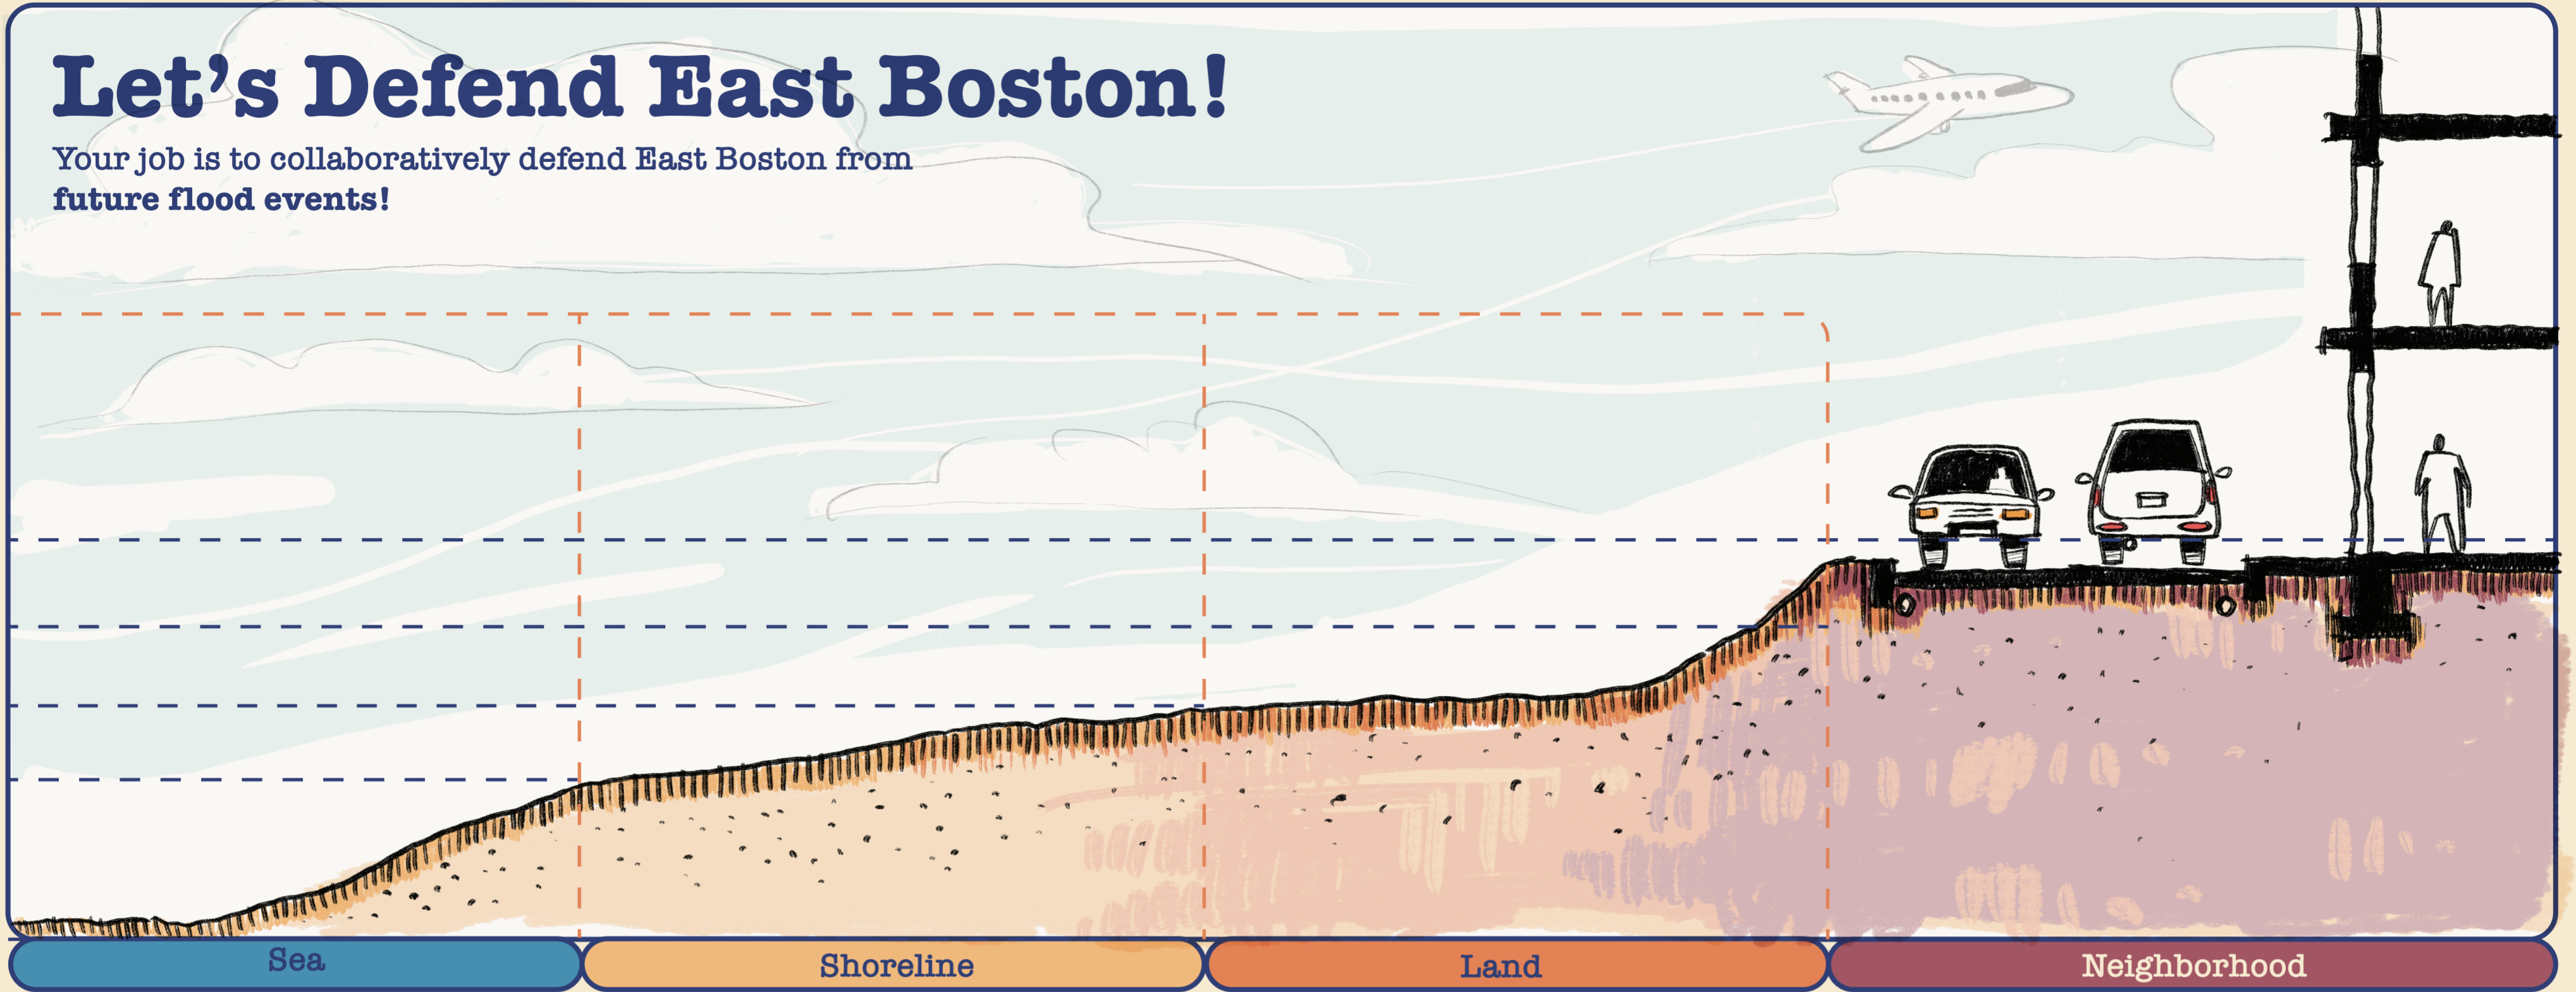 Let's Defend East Boston!
Your job is to collaboratively defend East Boston from
future flood events!
Sea
Shoreline
Land
Neighborhood